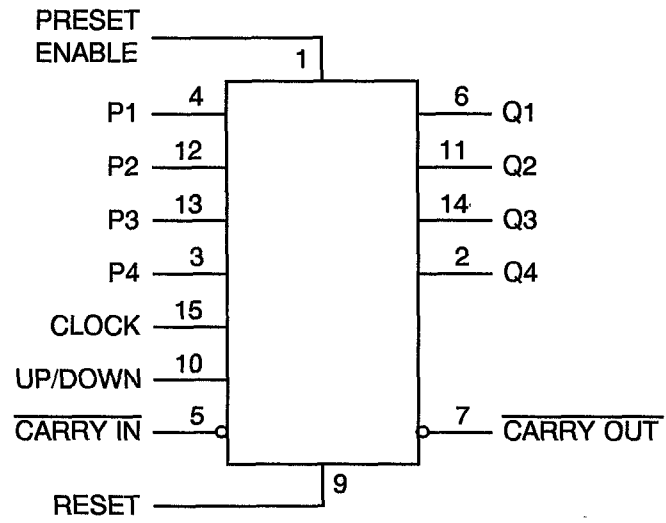 PRESET
ENABLE
1
P1 4 6 Q1
P2 12 11 Q2
P3 13 14 Q3
P4 3 2 Q4
CLOCK 15
UP/DOWN 10
CARRY IN 5 7 CARRY OUT
9
RESET